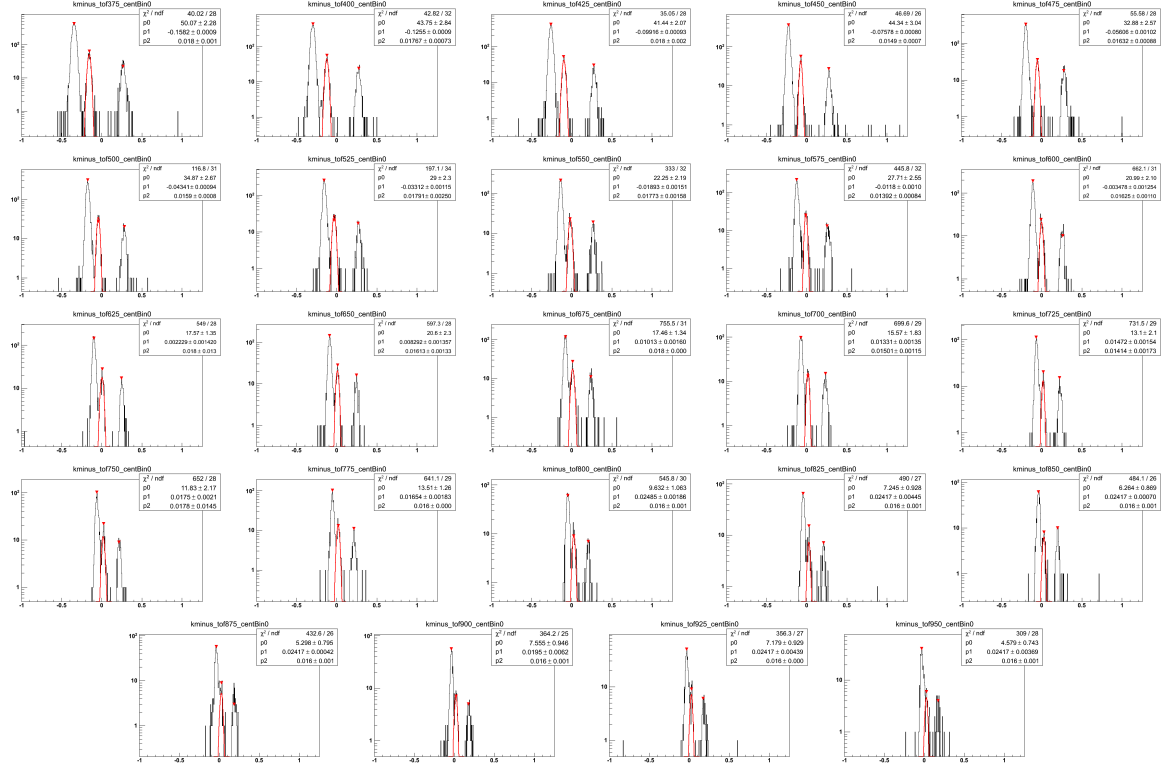 kminus_tof375_centBin0
χ² / ndf 40.02 / 28
p0 50.07 ± 2.28
p1 -0.1582 ± 0.0009
p2 0.018 ± 0.001
kminus_tof400_centBin0
χ² / ndf 42.82 / 32
p0 43.75 ± 2.84
p1 -0.1255 ± 0.0009
p2 0.01767 ± 0.00073
kminus_tof425_centBin0
χ² / ndf 35.05 / 28
p0 41.44 ± 2.07
p1 -0.09916 ± 0.00093
p2 0.018 ± 0.002
kminus_tof450_centBin0
χ² / ndf 46.69 / 26
p0 44.34 ± 3.04
p1 -0.07578 ± 0.00080
p2 0.0149 ± 0.0007
kminus_tof475_centBin0
χ² / ndf 55.58 / 28
p0 32.88 ± 2.57
p1 -0.05606 ± 0.00102
p2 0.01632 ± 0.00088
kminus_tof500_centBin0
χ² / ndf 116.8 / 31
p0 34.87 ± 2.67
p1 -0.04341 ± 0.00094
p2 0.0159 ± 0.0008
kminus_tof525_centBin0
χ² / ndf 197.1 / 34
p0 29 ± 2.3
p1 -0.03312 ± 0.00115
p2 0.01791 ± 0.00250
kminus_tof550_centBin0
χ² / ndf 333 / 32
p0 22.25 ± 2.19
p1 -0.01893 ± 0.00151
p2 0.01773 ± 0.00158
kminus_tof575_centBin0
χ² / ndf 445.8 / 32
p0 27.71 ± 2.55
p1 -0.0118 ± 0.0010
p2 0.01392 ± 0.00084
kminus_tof600_centBin0
χ² / ndf 662.1 / 31
p0 20.99 ± 2.10
p1 -0.003478 ± 0.001254
p2 0.01625 ± 0.00110
kminus_tof625_centBin0
χ² / ndf 549 / 28
p0 17.57 ± 1.35
p1 0.002229 ± 0.001420
p2 0.018 ± 0.013
kminus_tof650_centBin0
χ² / ndf 597.3 / 28
p0 20.6 ± 2.3
p1 0.008292 ± 0.001357
p2 0.01613 ± 0.00133
kminus_tof675_centBin0
χ² / ndf 755.5 / 31
p0 17.46 ± 1.34
p1 0.01013 ± 0.00160
p2 0.018 ± 0.000
kminus_tof700_centBin0
χ² / ndf 699.6 / 29
p0 15.57 ± 1.83
p1 0.01331 ± 0.00135
p2 0.01501 ± 0.00115
kminus_tof725_centBin0
χ² / ndf 731.5 / 29
p0 13.1 ± 2.1
p1 0.01472 ± 0.00154
p2 0.01414 ± 0.00173
kminus_tof750_centBin0
χ² / ndf 652 / 28
p0 11.83 ± 2.17
p1 0.0175 ± 0.0021
p2 0.0178 ± 0.0145
kminus_tof775_centBin0
χ² / ndf 641.1 / 29
p0 13.51 ± 1.26
p1 0.01654 ± 0.00183
p2 0.016 ± 0.000
kminus_tof800_centBin0
χ² / ndf 545.8 / 30
p0 9.632 ± 1.063
p1 0.02485 ± 0.00186
p2 0.016 ± 0.001
kminus_tof825_centBin0
χ² / ndf 490 / 27
p0 7.245 ± 0.928
p1 0.02417 ± 0.00445
p2 0.016 ± 0.001
kminus_tof850_centBin0
χ² / ndf 484.1 / 26
p0 6.264 ± 0.869
p1 0.02417 ± 0.00070
p2 0.016 ± 0.001
kminus_tof875_centBin0
χ² / ndf 432.6 / 26
p0 5.298 ± 0.795
p1 0.02417 ± 0.00042
p2 0.016 ± 0.001
kminus_tof900_centBin0
χ² / ndf 364.2 / 25
p0 7.555 ± 0.946
p1 0.0195 ± 0.0062
p2 0.016 ± 0.001
kminus_tof925_centBin0
χ² / ndf 356.3 / 27
p0 7.179 ± 0.929
p1 0.02417 ± 0.00439
p2 0.016 ± 0.000
kminus_tof950_centBin0
χ² / ndf 309 / 28
p0 4.579 ± 0.743
p1 0.02417 ± 0.00369
p2 0.016 ± 0.001